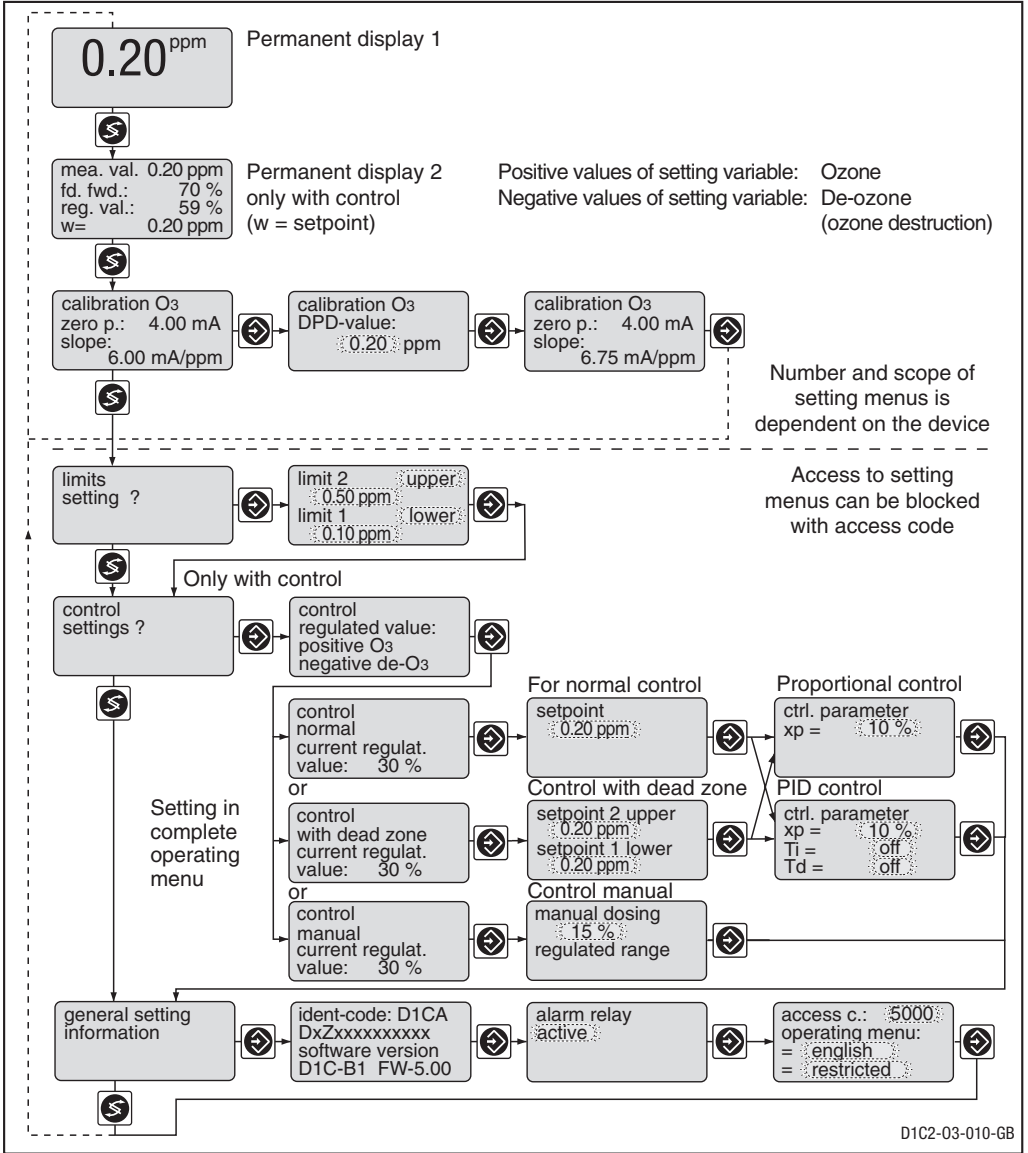 0.20 ppm
Permanent display 1
mea. val. 0.20 ppm
fd. fwd.: 70 %
reg. val.: 59 %
w= 0.20 ppm
Permanent display 2
only with control
(w = setpoint)
Positive values of setting variable: Ozone
Negative values of setting variable: De-ozone
(ozone destruction)
calibration O3
zero p.: 4.00 mA
slope:
6.00 mA/ppm
calibration O3
DPD-value:
0.20 ppm
calibration O3
zero p.: 4.00 mA
slope:
6.75 mA/ppm
Number and scope of
setting menus is
dependent on the device
limits
setting ?
limit 2 upper
0.50 ppm
limit 1 lower
0.10 ppm
Access to setting
menus can be blocked
with access code
Only with control
control
settings ?
control
regulated value:
positive O3
negative de-O3
control
normal
current regulat.
value: 30 %
For normal control
setpoint
0.20 ppm
Proportional control
ctrl. parameter
xp = 10 %
or
Setting in
complete
operating
menu
control
with dead zone
current regulat.
value: 30 %
Control with dead zone
setpoint 2 upper
0.20 ppm
setpoint 1 lower
0.20 ppm
PID control
ctrl. parameter
xp = 10 %
Ti = off
Td = off
or
control
manual
current regulat.
value: 30 %
Control manual
manual dosing
15 %
regulated range
general setting
information
ident-code: D1CA
DxZxxxxxxxxxx
software version
D1C-B1 FW-5.00
alarm relay
active
access c.: 5000
operating menu:
= english
= restricted
D1C2-03-010-GB